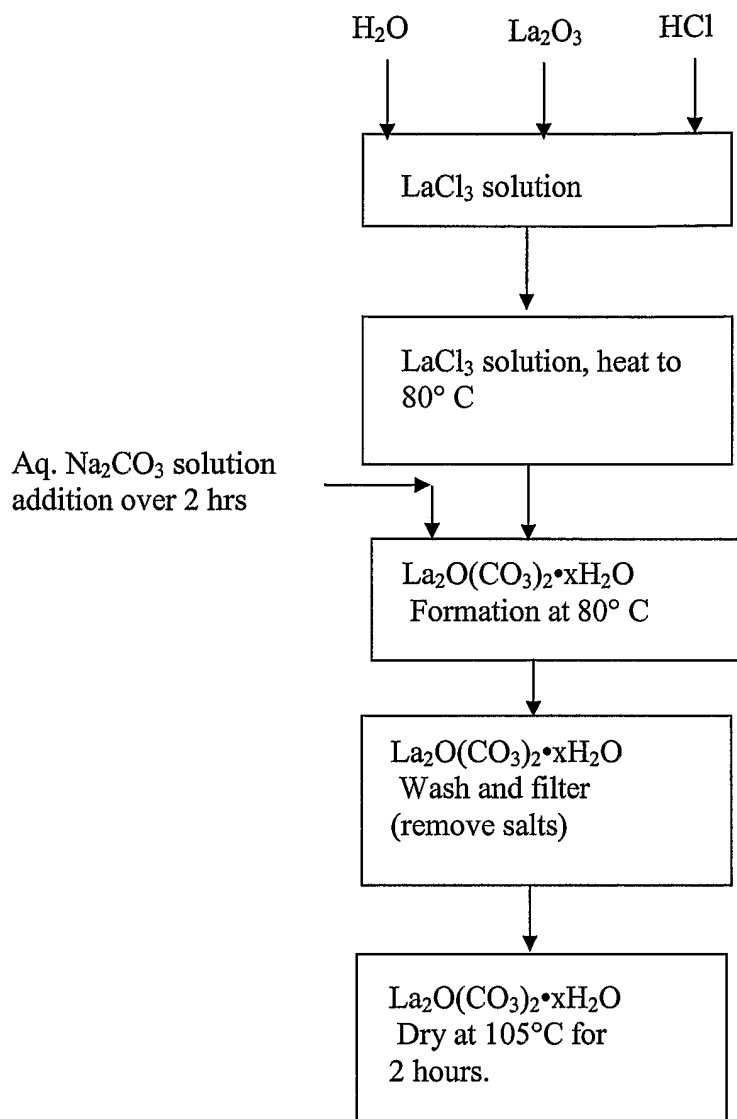 H₂O La₂O₃ HCl
LaCl₃ solution
LaCl₃ solution, heat to
80° C
Aq. Na₂CO₃ solution
addition over 2 hrs
La₂O(CO₃)₂•xH₂O
Formation at 80° C
La₂O(CO₃)₂•xH₂O
Wash and filter
(remove salts)
La₂O(CO₃)₂•xH₂O
Dry at 105°C for
2 hours.